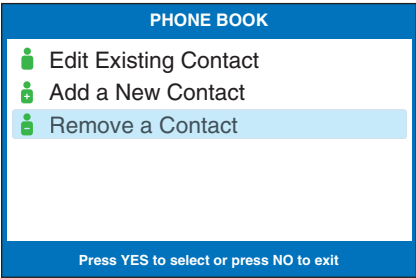 PHONE BOOK
Edit Existing Contact
Add a New Contact
Remove a Contact
Press YES to select or press NO to exit